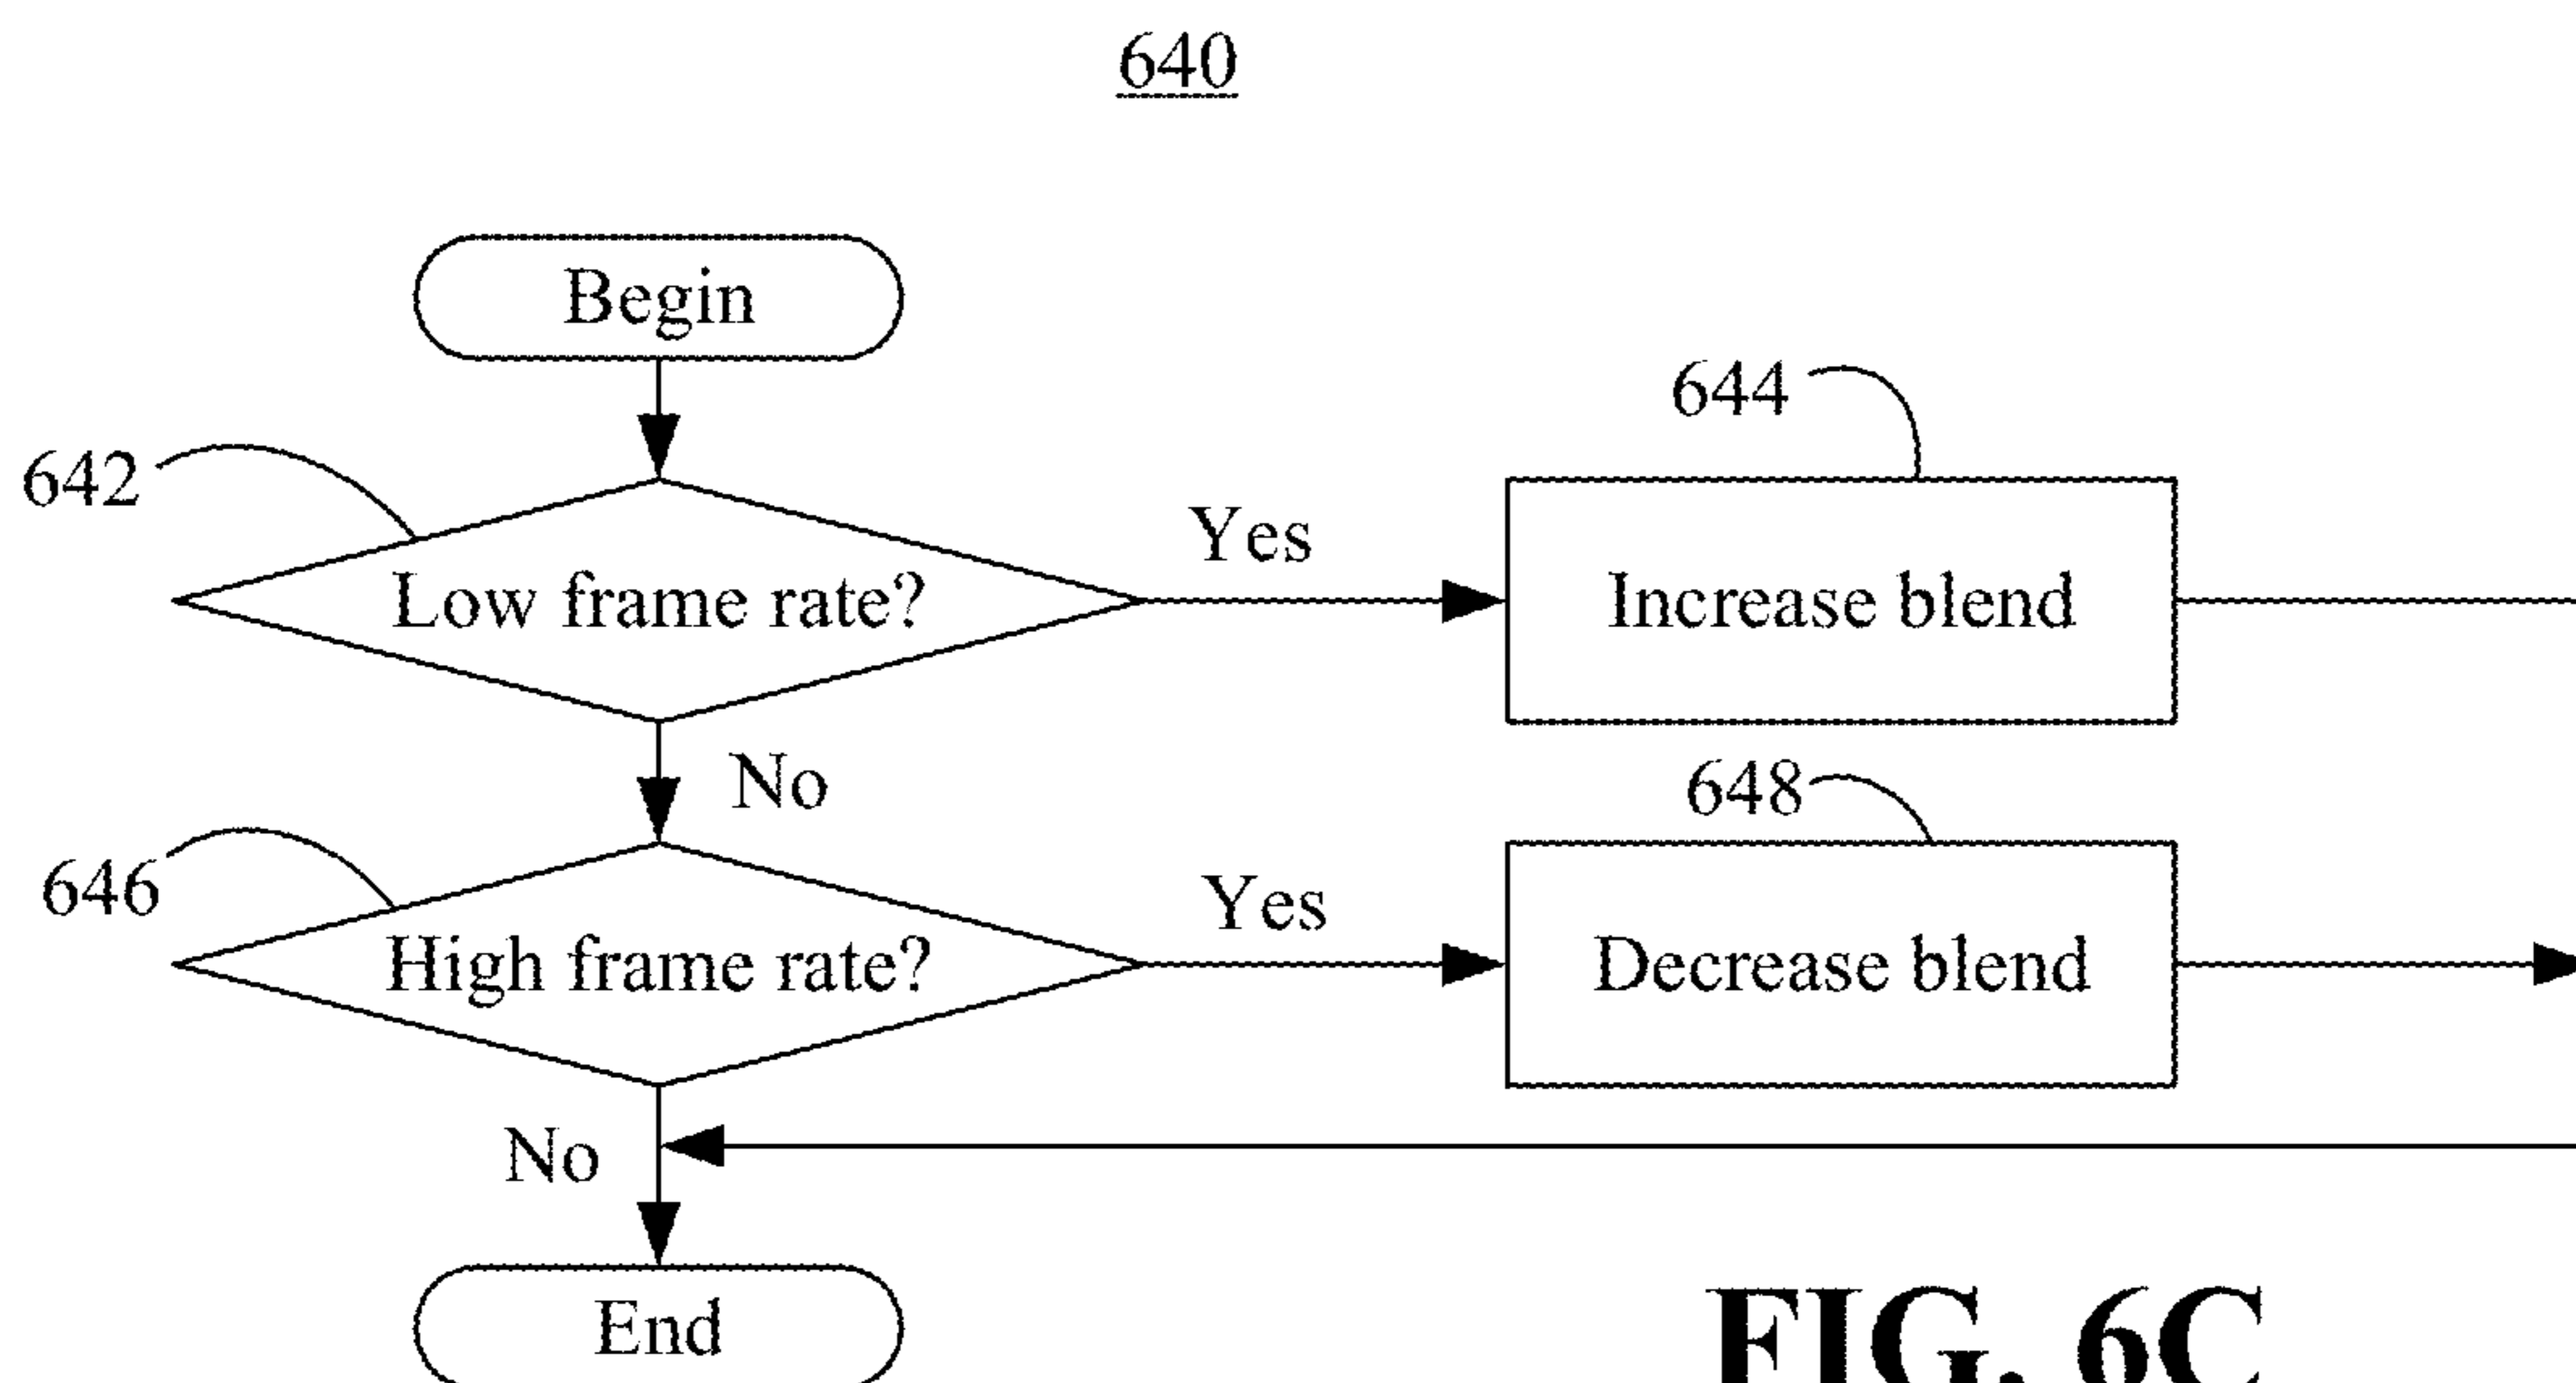 640
Begin
644
642
Yes
Low frame rate?
Increase blend
No
648
646
Yes
High frame rate?
Decrease blend
No
End
FIG. 6C